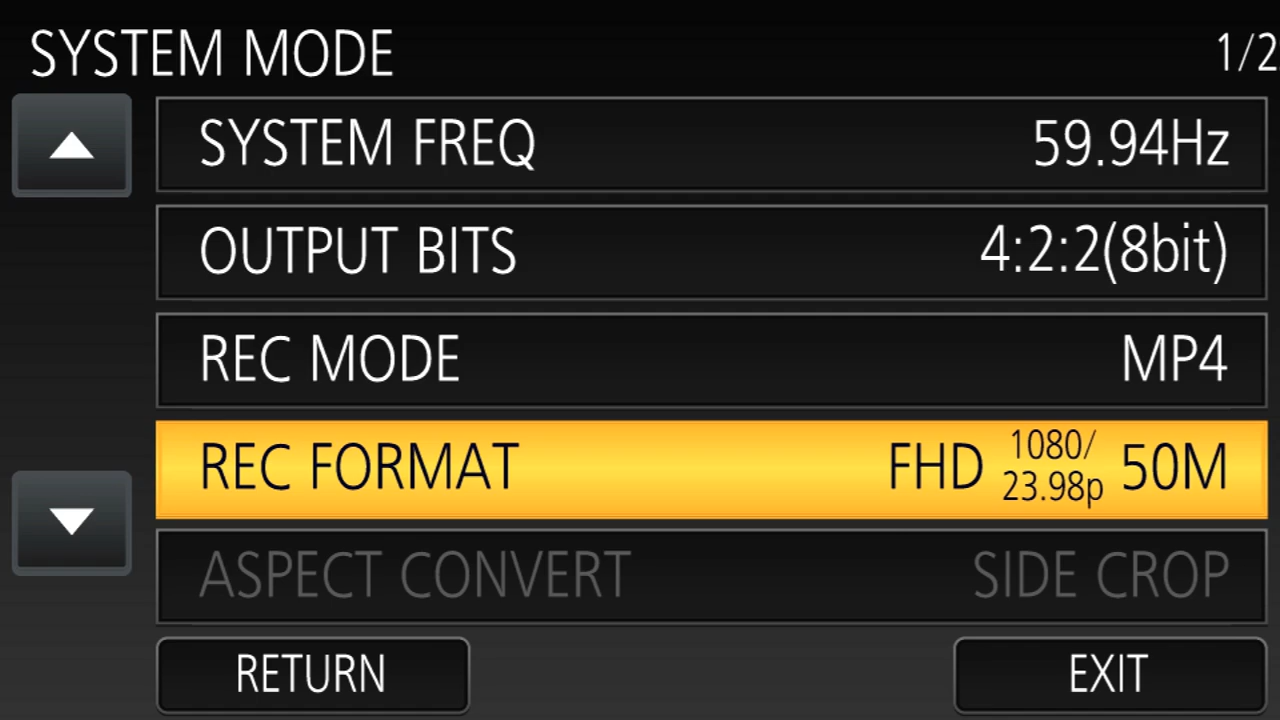 SYSTEM MODE 1/2
SYSTEM FREQ 59.94Hz
OUTPUT BITS 4:2:2(8bit)
REC MODE MP4
REC FORMAT FHD 1080/ 23.98p 50M
ASPECT CONVERT SIDE CROP
RETURN EXIT